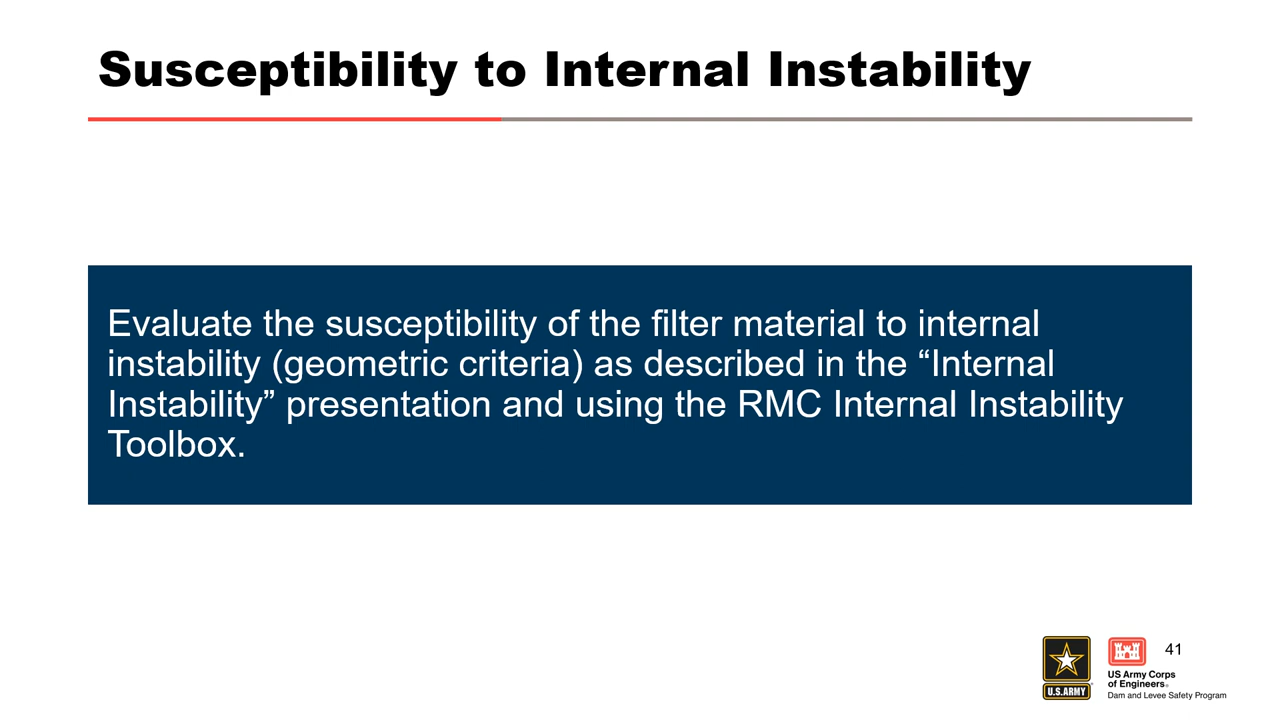 Susceptibility to Internal Instability
Evaluate the susceptibility of the filter material to internal
instability (geometric criteria) as described in the “Internal
Instability” presentation and using the RMC Internal Instability
Toolbox.
41
U.S.ARMY
US Army Corps
of Engineers®
Dam and Levee Safety Program